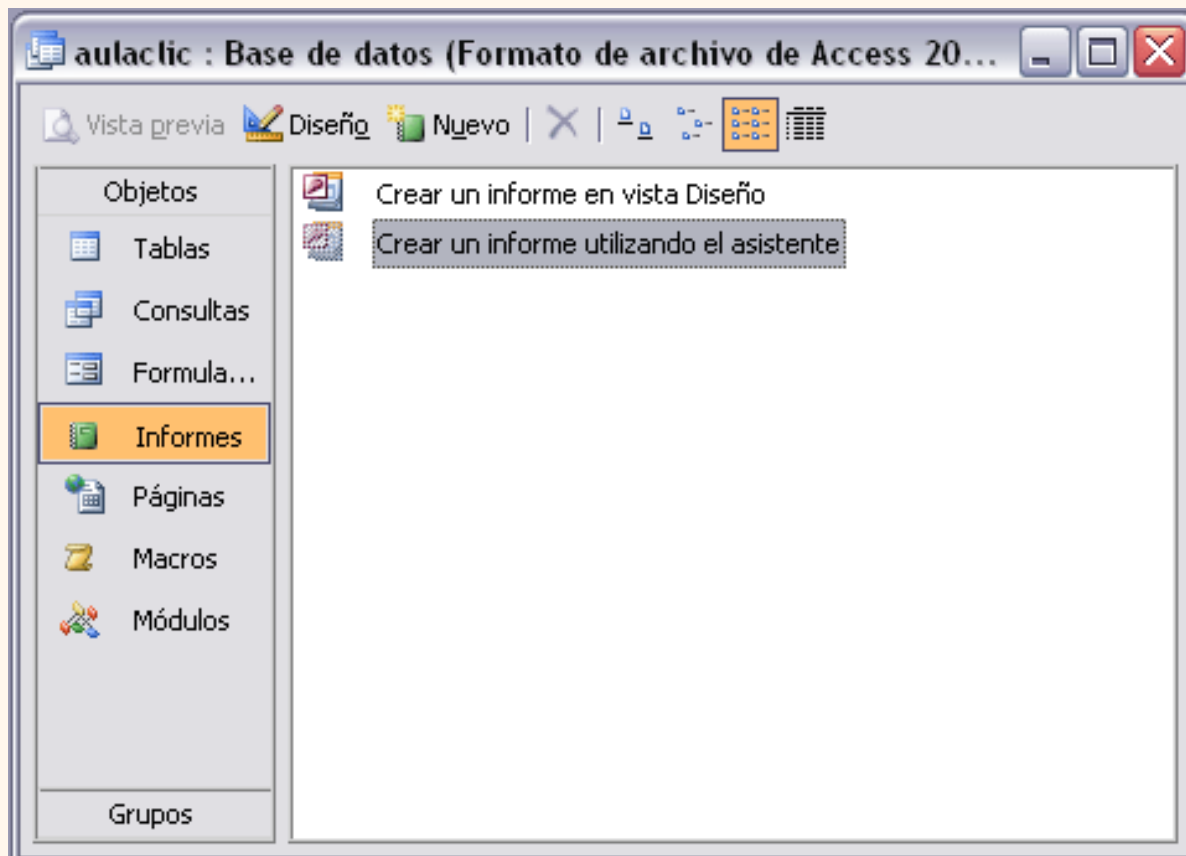 aulaclic : Base de datos (Formato de archivo de Access 20...
Vista previa Diseño Nuevo
Objetos
Tablas
Consultas
Formula...
Informes
Páginas
Macros
Módulos
Grupos
Crear un informe en vista Diseño
Crear un informe utilizando el asistente